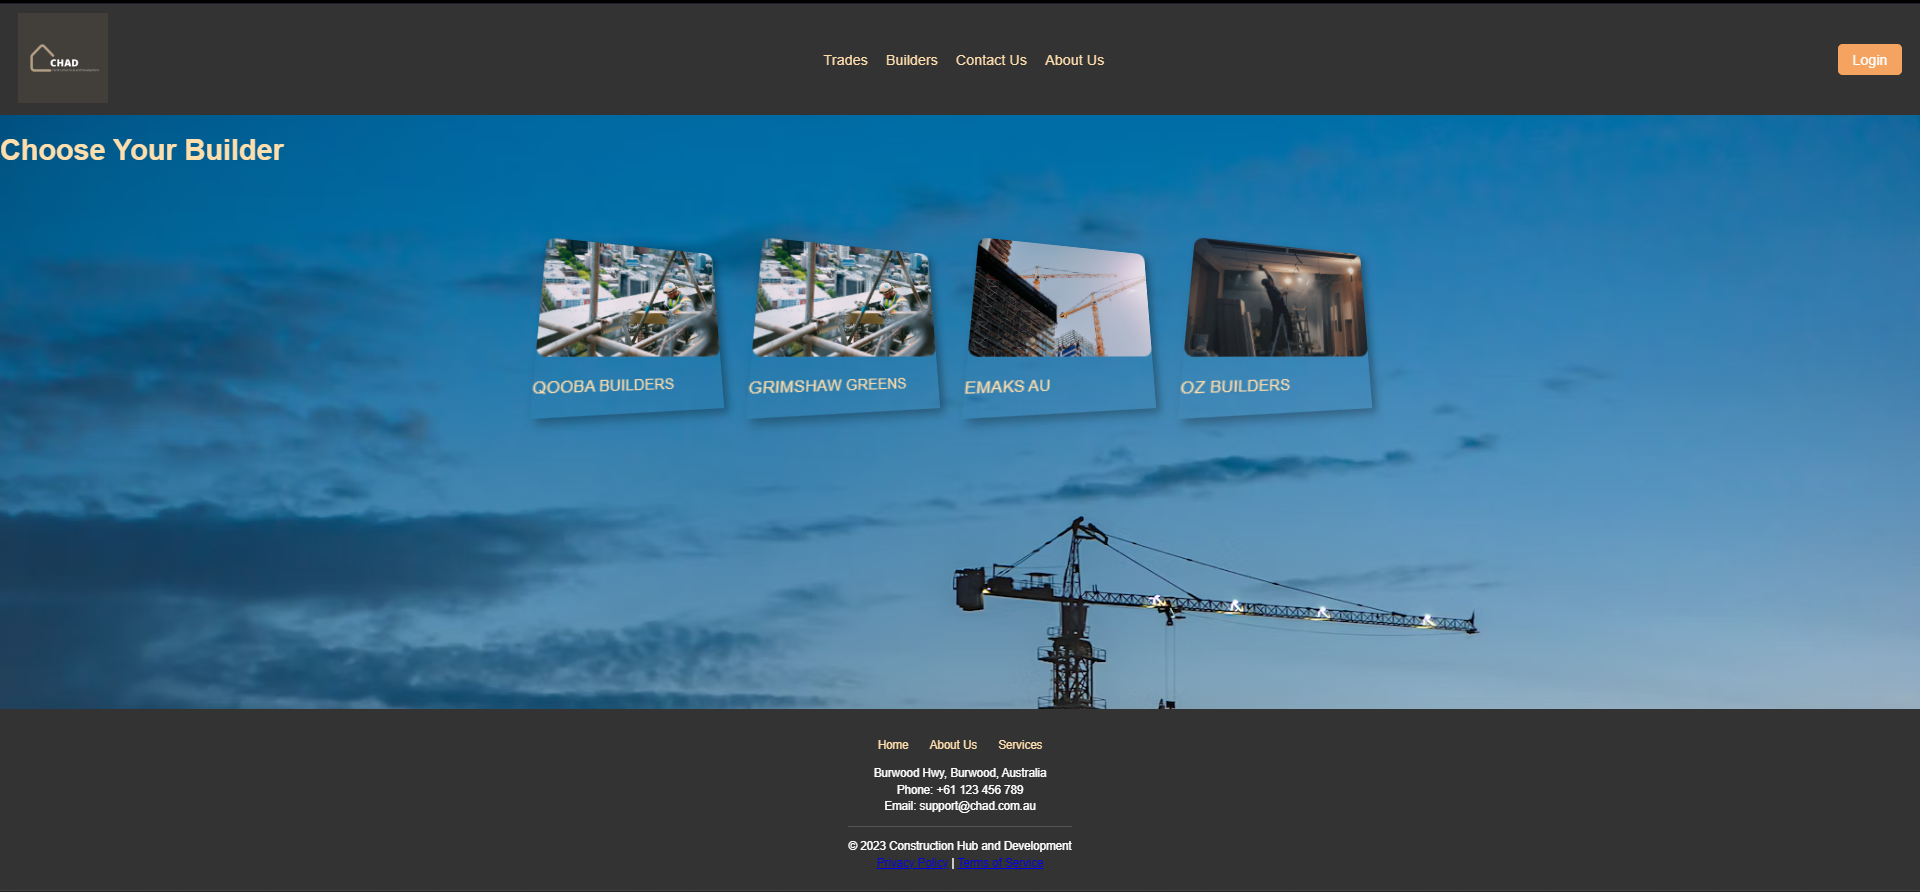 CHAD
Trades Builders Contact Us About Us
Login
Choose Your Builder
QOOBA BUILDERS
GRIMSHAW GREENS
EMAKS AU
OZ BUILDERS
Home About Us Services
Burwood Hwy, Burwood, Australia
Phone: +61 123 456 789
Email: support@chad.com.au
© 2023 Construction Hub and Development
Privacy Policy | Terms of Service